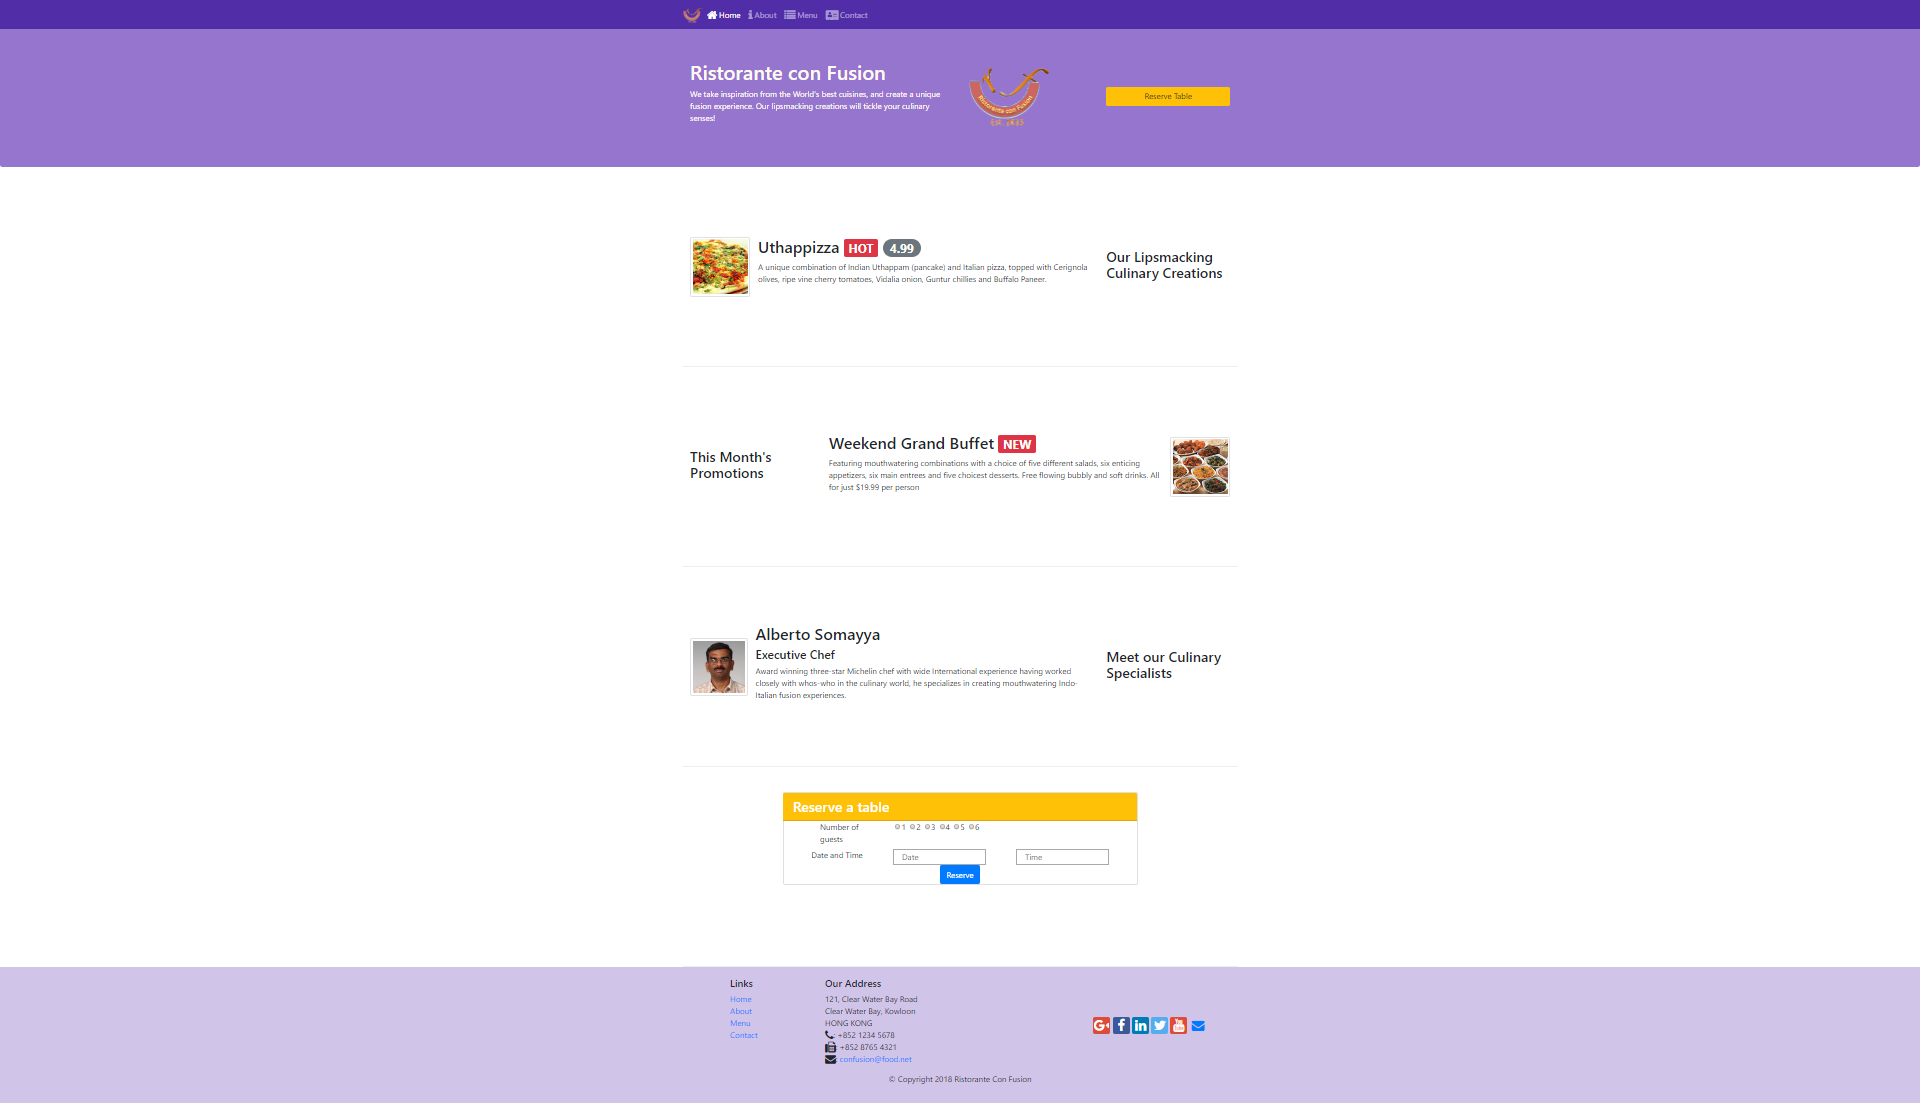 Home About Menu Contact
Ristorante con Fusion
We take inspiration from the World's best cuisines, and create a unique
fusion experience. Our lipsmacking creations will tickle your culinary
senses!
Ristorante con Fusion
Reserve Table
Uthappizza HOT 4.99
A unique combination of Indian Uthappam (pancake) and Italian pizza, topped with Cerignola
olives, ripe vine cherry tomatoes, Vidalia onion, Guntur chillies and Buffalo Paneer.
Our Lipsmacking
Culinary Creations
This Month's
Promotions
Weekend Grand Buffet NEW
Featuring mouthwatering combinations with a choice of five different salads, six enticing
appetizers, six main entrees and five choicest desserts. Free flowing bubbly and soft drinks. All
for just $19.99 per person
Alberto Somayya
Executive Chef
Award winning three-star Michelin chef with wide International experience having worked
closely with whos-who in the culinary world, he specializes in creating mouthwatering Indo-
Italian fusion experiences.
Meet our Culinary
Specialists
Reserve a table
Number of
guests
1 2 3 4 5 6
Date and Time
Date
Time
Reserve
Links
Home
About
Menu
Contact
Our Address
121, Clear Water Bay Road
Clear Water Bay, Kowloon
HONG KONG
: +852 1234 5678
: +852 8765 4321
: confusion@food.net
© Copyright 2018 Ristorante Con Fusion